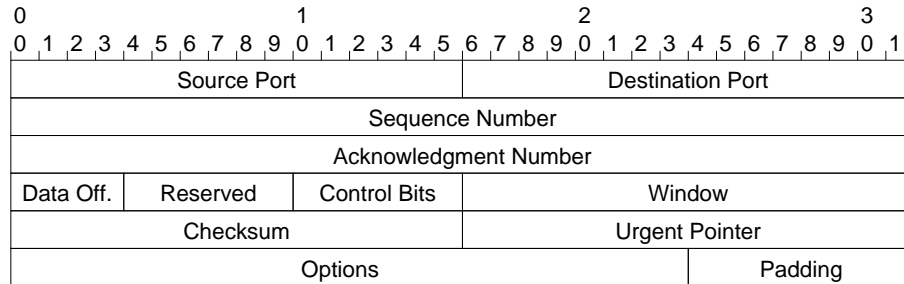 0 1 2 3
0 1 2 3 4 5 6 7 8 9 0 1 2 3 4 5 6 7 8 9 0 1 2 3 4 5 6 7 8 9 0 1
Source Port Destination Port
Sequence Number
Acknowledgment Number
Data Off. Reserved Control Bits Window
Checksum Urgent Pointer
Options Padding